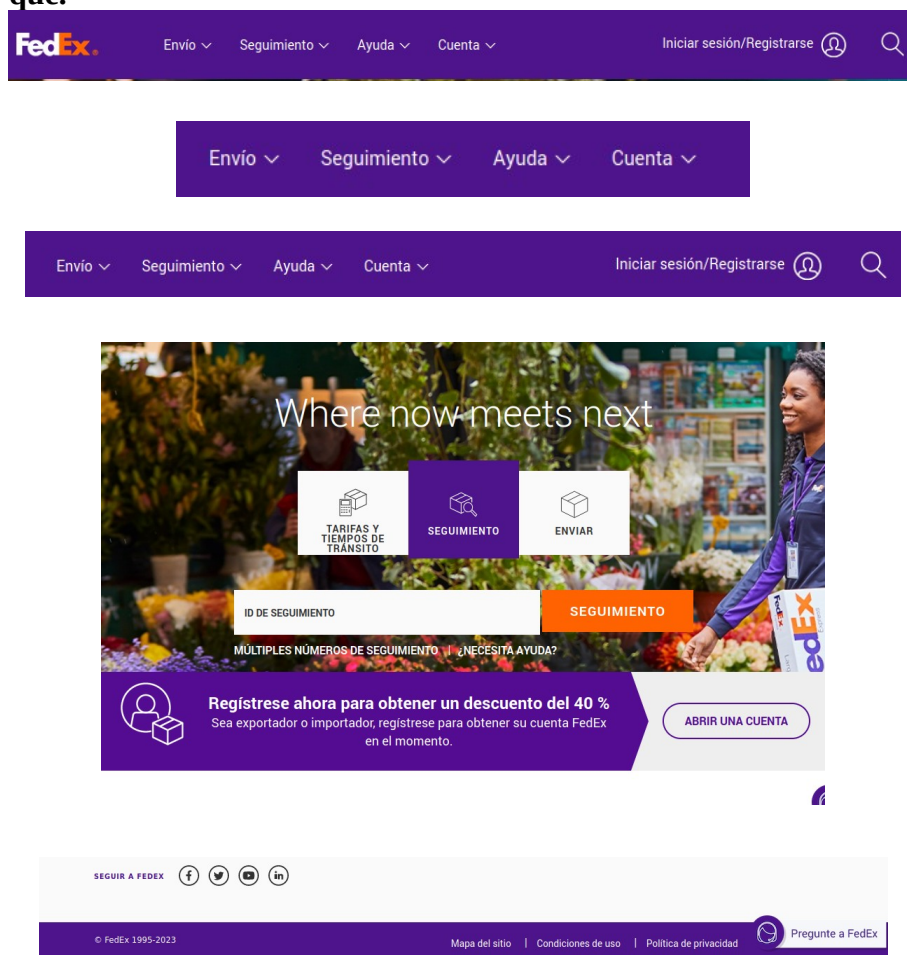 que.
FedEx. Envío Seguimiento Ayuda Cuenta Iniciar sesión/Registrarse
Envío Seguimiento Ayuda Cuenta
Envío Seguimiento Ayuda Cuenta Iniciar sesión/Registrarse
Where now meets next
TARIFAS Y
TIEMPOS DE
TRÁNSITO
SEGUIMIENTO
ENVIAR
ID DE SEGUIMIENTO
SEGUIMIENTO
MÚLTIPLES NÚMEROS DE SEGUIMIENTO | ¿NECESITA AYUDA?
FedEx
FedEx
Regístrese ahora para obtener un descuento del 40 %
Sea exportador o importador, regístrese para obtener su cuenta FedEx
en el momento.
ABRIR UNA CUENTA
SEGUIR A FEDEX
© FedEx 1995-2023
Mapa del sitio | Condiciones de uso | Política de privacidad
Pregunte a FedEx